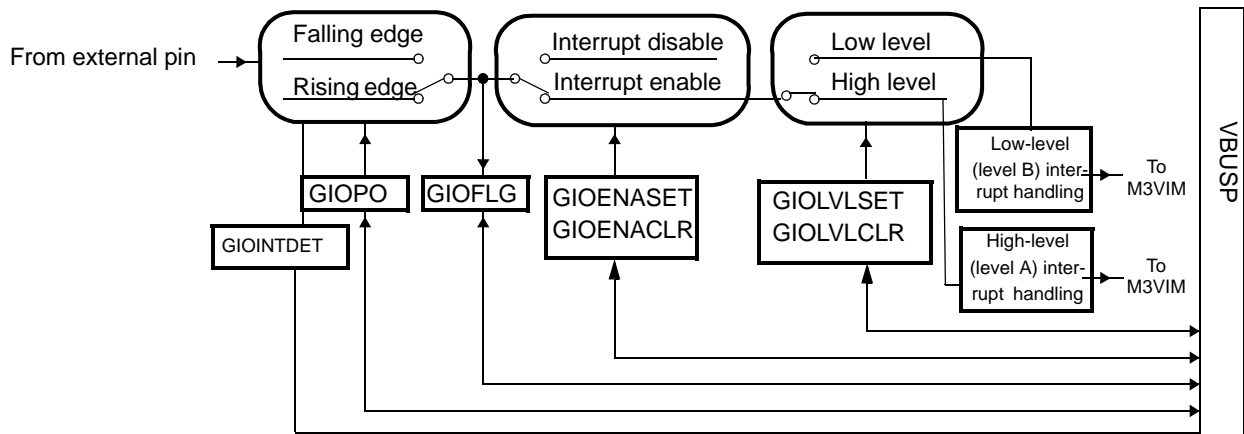 From external pin
Falling edge
Rising edge
Interrupt disable
Interrupt enable
Low level
High level
GIOPO
GIOFLG
GIOINTDET
GIOENASET
GIOENACLR
GIOLVLSET
GIOLVLCLR
Low-level
(level B) inter-
rupt handling
To
M3VIM
High-level
(level A) inter-
rupt handling
To
M3VIM
VBUSP